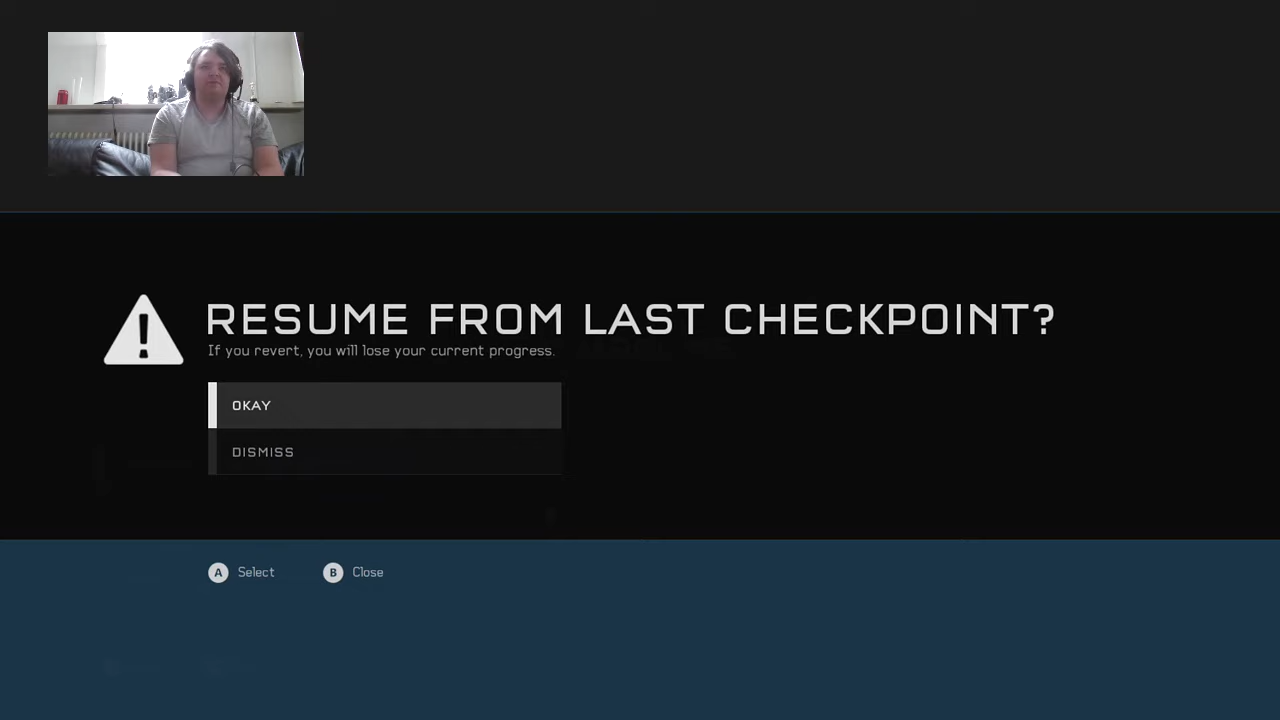 RESUME FROM LAST CHECKPOINT?
If you revert, you will lose your current progress.
OKAY
DISMISS
A Select B Close